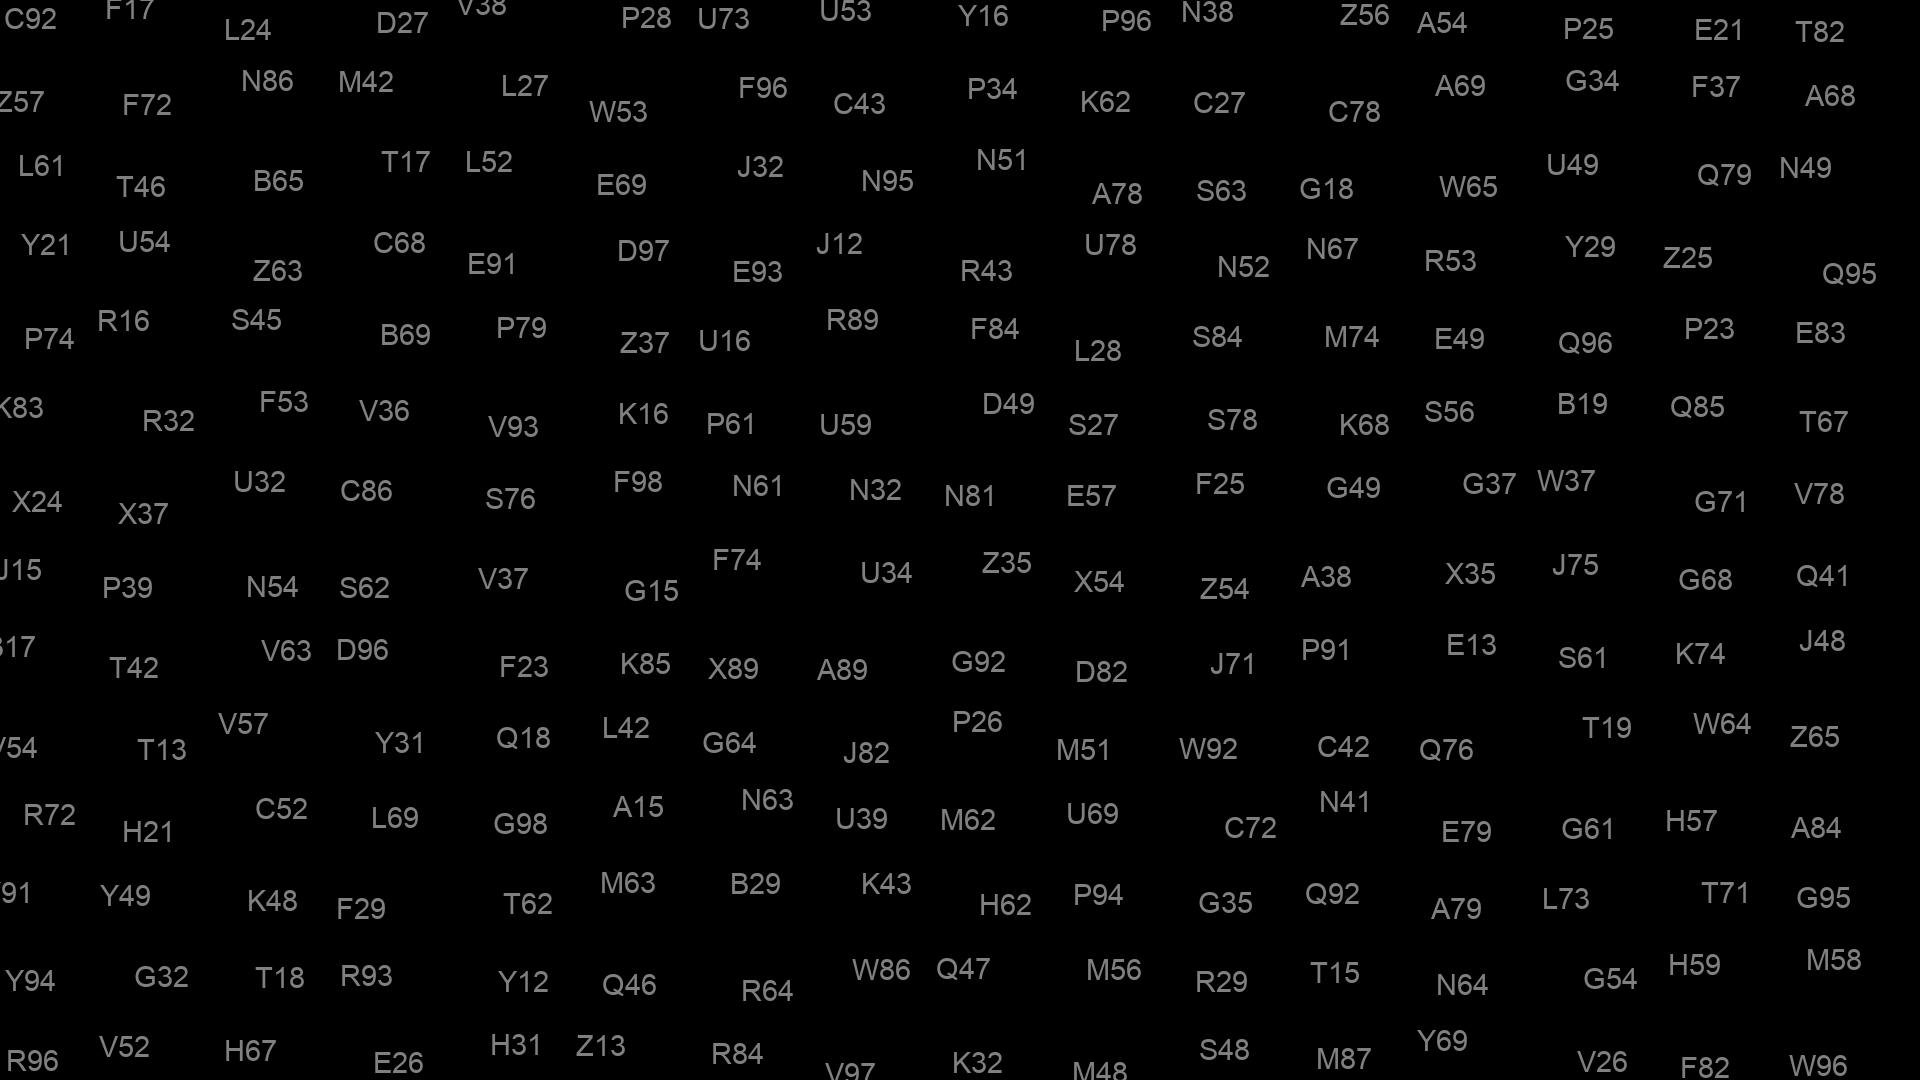 C92 F17 L24 D27 V38 P28 U73 U53 Y16 P96 N38 Z56 A54 P25 E21 T82
Z57 F72 N86 M42 L27 W53 F96 C43 P34 K62 C27 C78 A69 G34 F37 A68
L61 T46 B65 T17 L52 E69 J32 N95 N51 A78 S63 G18 W65 U49 Q79 N49
Y21 U54 Z63 C68 E91 D97 E93 J12 R43 U78 N52 N67 R53 Y29 Z25 Q95
P74 R16 S45 B69 P79 Z37 U16 R89 F84 L28 S84 M74 E49 Q96 P23 E83
K83 R32 F53 V36 V93 K16 P61 U59 D49 S27 S78 K68 S56 B19 Q85 T67
X24 X37 U32 C86 S76 F98 N61 N32 N81 E57 F25 G49 G37 W37 G71 V78
J15 P39 N54 S62 V37 G15 F74 U34 Z35 X54 Z54 A38 X35 J75 G68 Q41
T42 V63 D96 F23 K85 X89 A89 G92 D82 J71 P91 E13 S61 K74 J48
T13 V57 Y31 Q18 L42 G64 J82 P26 M51 W92 C42 Q76 T19 W64 Z65
R72 H21 C52 L69 G98 A15 N63 U39 M62 U69 C72 N41 E79 G61 H57 A84
Y49 K48 F29 T62 M63 B29 K43 H62 P94 G35 Q92 A79 L73 T71 G95
Y94 G32 T18 R93 Y12 Q46 R64 W86 Q47 M56 R29 T15 N64 G54 H59 M58
R96 V52 H67 E26 H31 Z13 R84 V97 K32 M48 S48 M87 Y69 V26 F82 W96